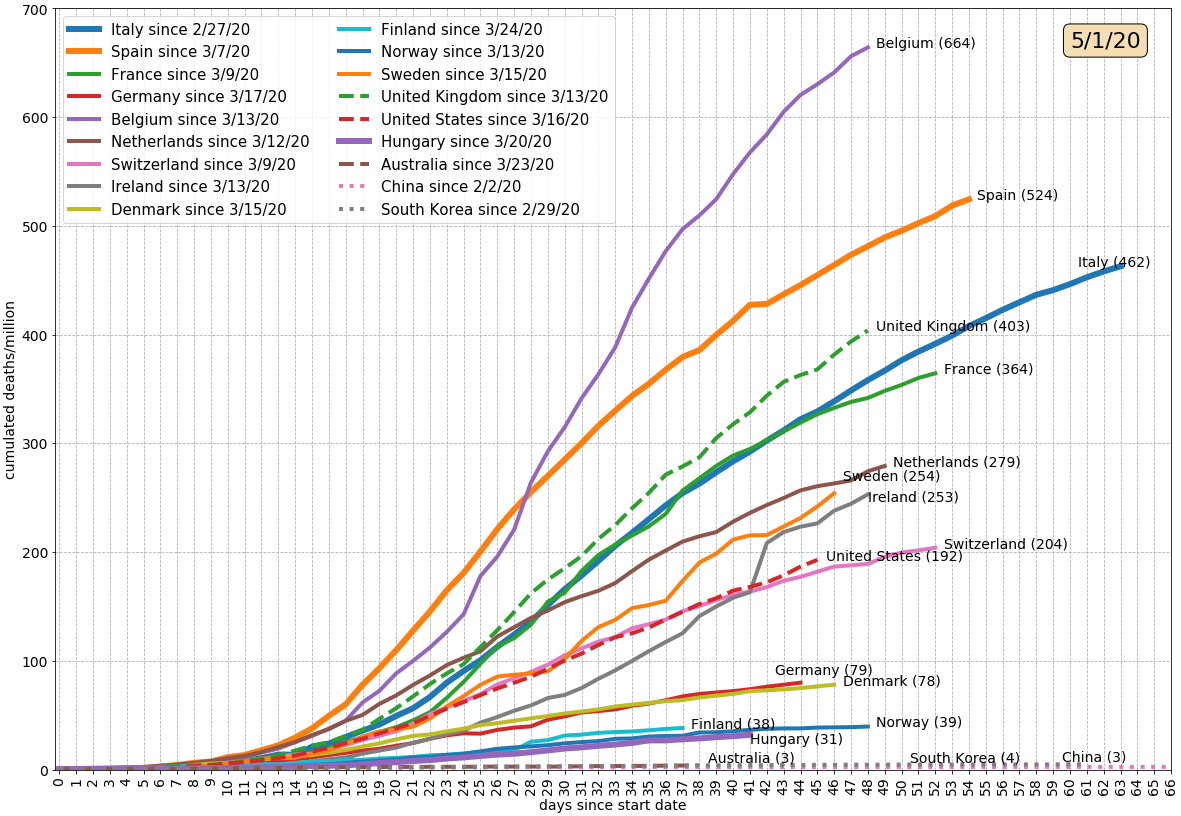 700
600
500
400
300
200
100
0
cumulated deaths/million
Italy since 2/27/20
Spain since 3/7/20
France since 3/9/20
Germany since 3/17/20
Belgium since 3/13/20
Netherlands since 3/12/20
Switzerland since 3/9/20
Ireland since 3/13/20
Denmark since 3/15/20
Finland since 3/24/20
Norway since 3/13/20
Sweden since 3/15/20
United Kingdom since 3/13/20
United States since 3/16/20
Hungary since 3/20/20
Australia since 3/23/20
China since 2/2/20
South Korea since 2/29/20
5/1/20
Belgium (664)
Spain (524)
Italy (462)
United Kingdom (403)
France (364)
Netherlands (279)
Sweden (254)
Ireland (253)
Switzerland (204)
United States (192)
Germany (79)
Denmark (78)
Finland (38)
Norway (39)
Hungary (31)
Australia (3)
South Korea (4)
China (3)
0 1 2 3 4 5 6 7 8 9 10 11 12 13 14 15 16 17 18 19 20 21 22 23 24 25 26 27 28 29 30 31 32 33 34 35 36 37 38 39 40 41 42 43 44 45 46 47 48 49 50 51 52 53 54 55 56 57 58 59 60 61 62 63 64 65 66
days since start date